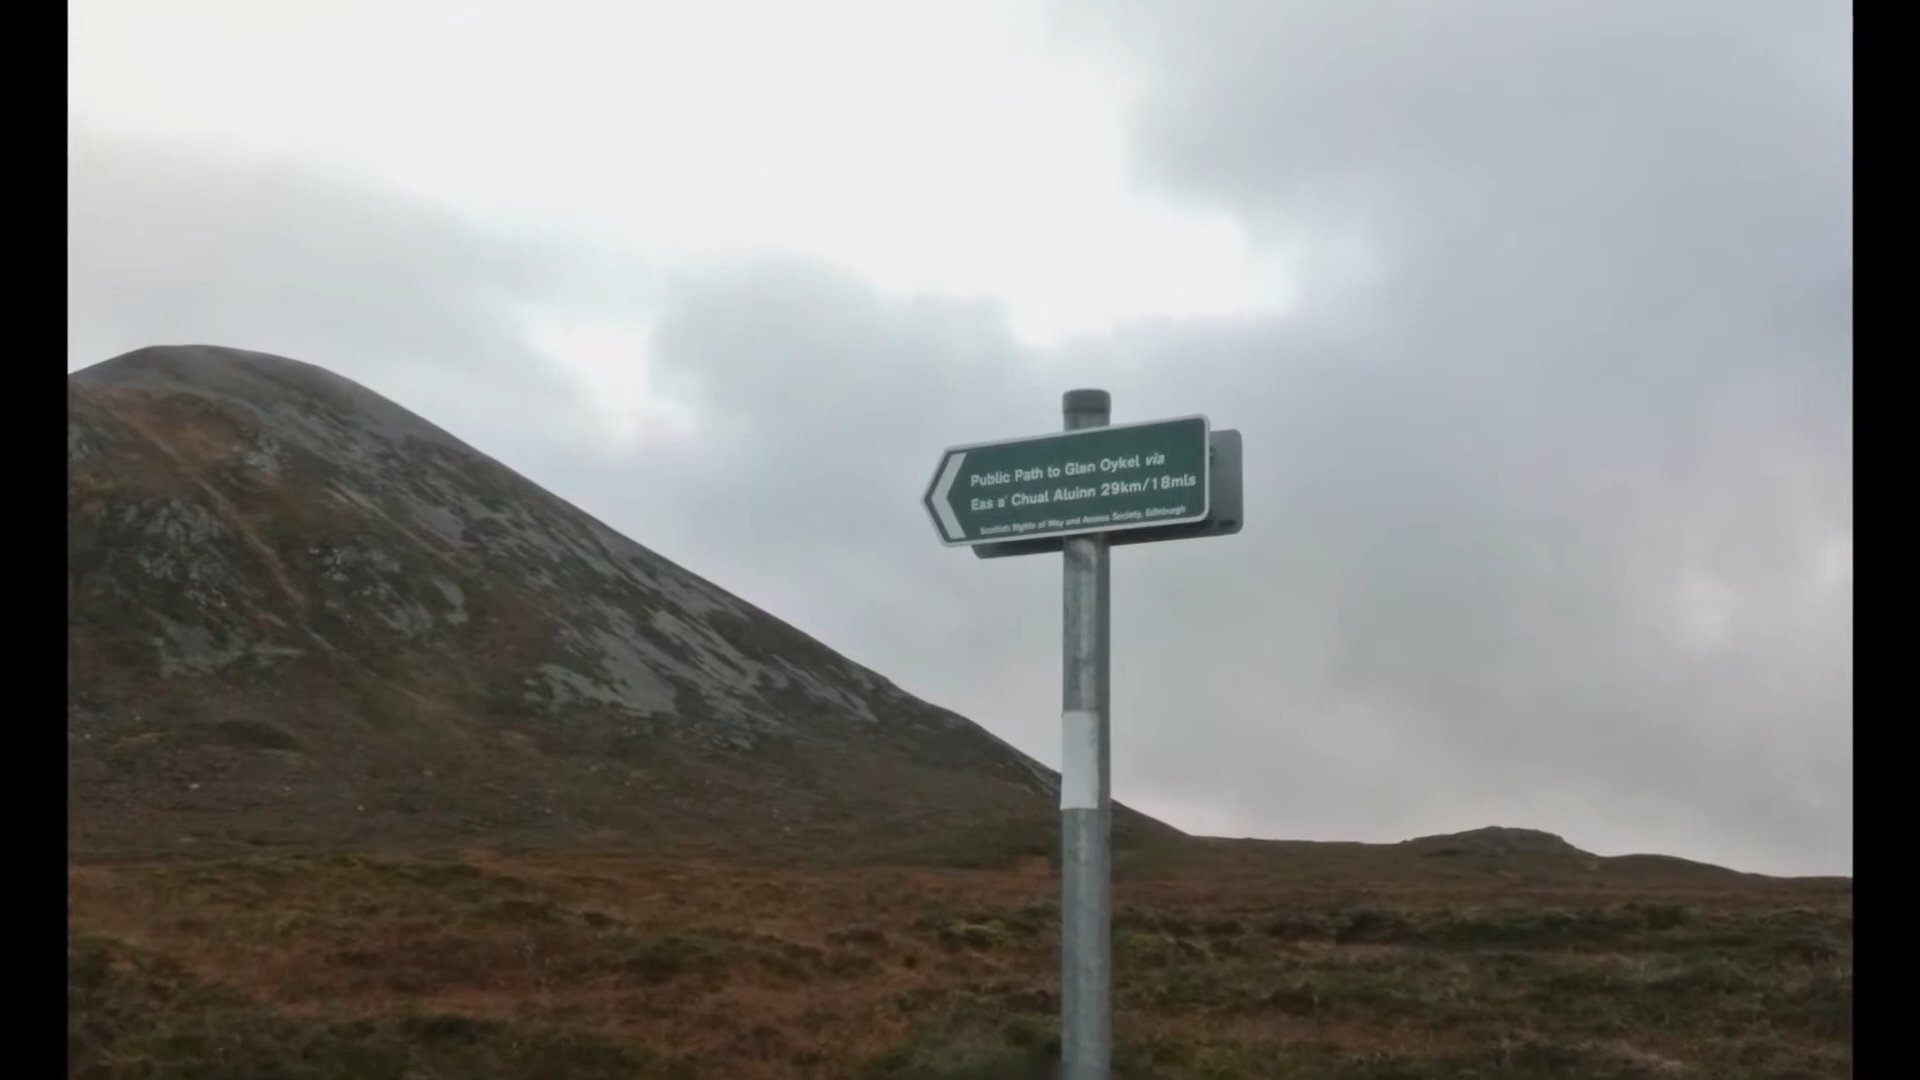 Public Path to Glen Oykel via
Eas a' Chual Aluinn 29km/18mls
Scottish Rights of Way and Access Society, Edinburgh